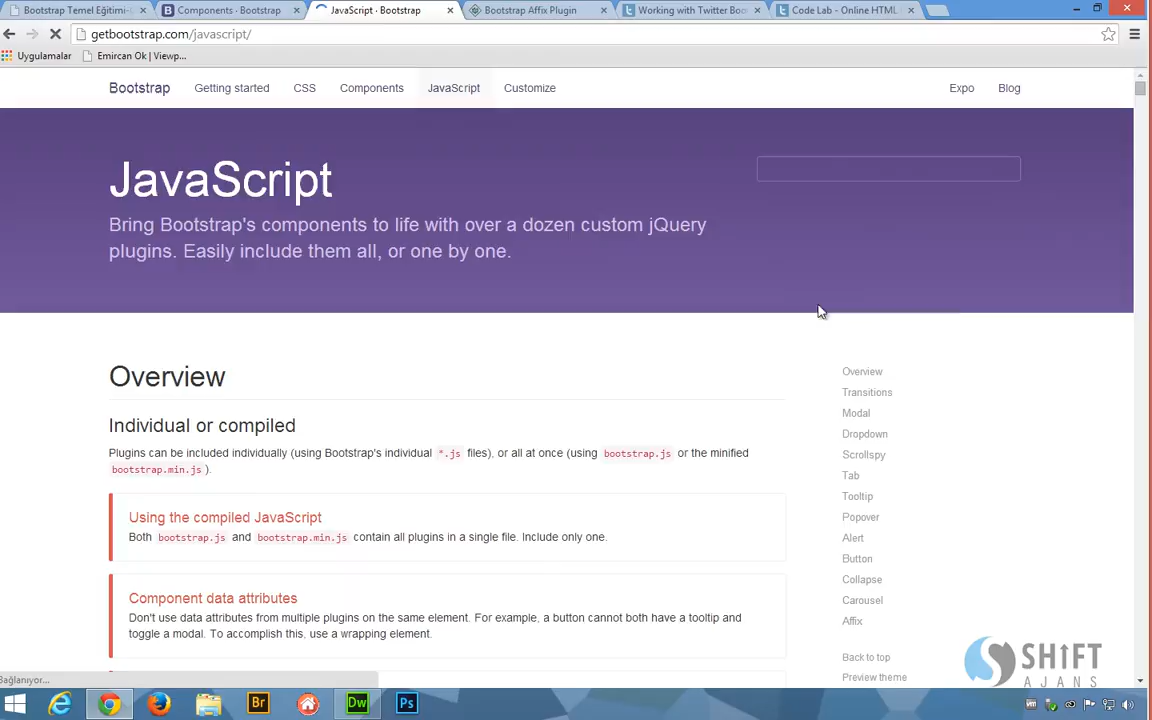 Bootstrap Temel Eğitimi-
Components · Bootstrap
JavaScript · Bootstrap
Bootstrap Affix Plugin
Working with Twitter Boo
Code Lab - Online HTML
getbootstrap.com/javascript/
Uygulamalar
Emircan Ok | Viewp...
Bootstrap
Getting started
CSS
Components
JavaScript
Customize
Expo
Blog
JavaScript
Bring Bootstrap's components to life with over a dozen custom jQuery
plugins. Easily include them all, or one by one.
Overview
Individual or compiled
Plugins can be included individually (using Bootstrap's individual *.js files), or all at once (using bootstrap.js or the minified
bootstrap.min.js ).
Using the compiled JavaScript
Both bootstrap.js and bootstrap.min.js contain all plugins in a single file. Include only one.
Component data attributes
Don't use data attributes from multiple plugins on the same element. For example, a button cannot both have a tooltip and
toggle a modal. To accomplish this, use a wrapping element.
Overview
Transitions
Modal
Dropdown
Scrollspy
Tab
Tooltip
Popover
Alert
Button
Collapse
Carousel
Affix
Back to top
Preview theme
SHIFT
AJANS
Bağlanıyor...
Br
Dw
Ps